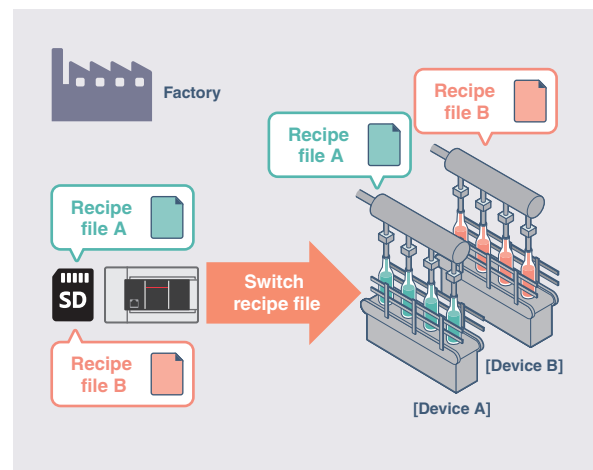 Factory
Recipe
file B
Recipe
file A
Recipe
file A
SD
Switch
recipe file
Recipe
file B
[Device B]
[Device A]